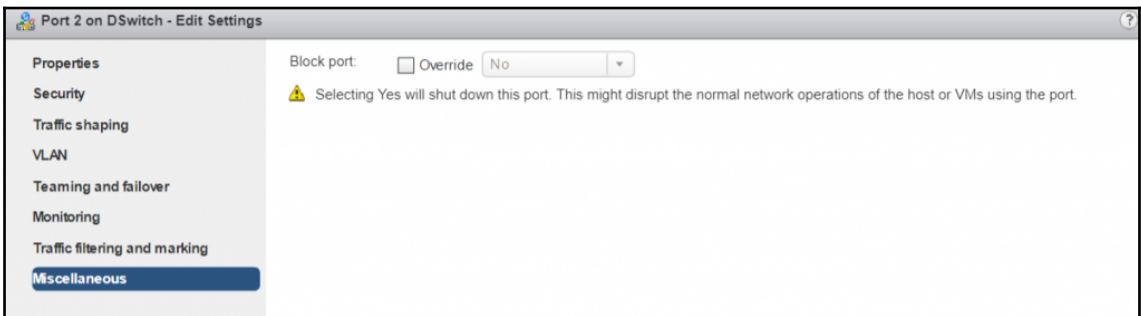 Port 2 on DSwitch - Edit Settings
?
Properties
Security
Traffic shaping
VLAN
Teaming and failover
Monitoring
Traffic filtering and marking
Miscellaneous
Block port: Override No
Selecting Yes will shut down this port. This might disrupt the normal network operations of the host or VMs using the port.